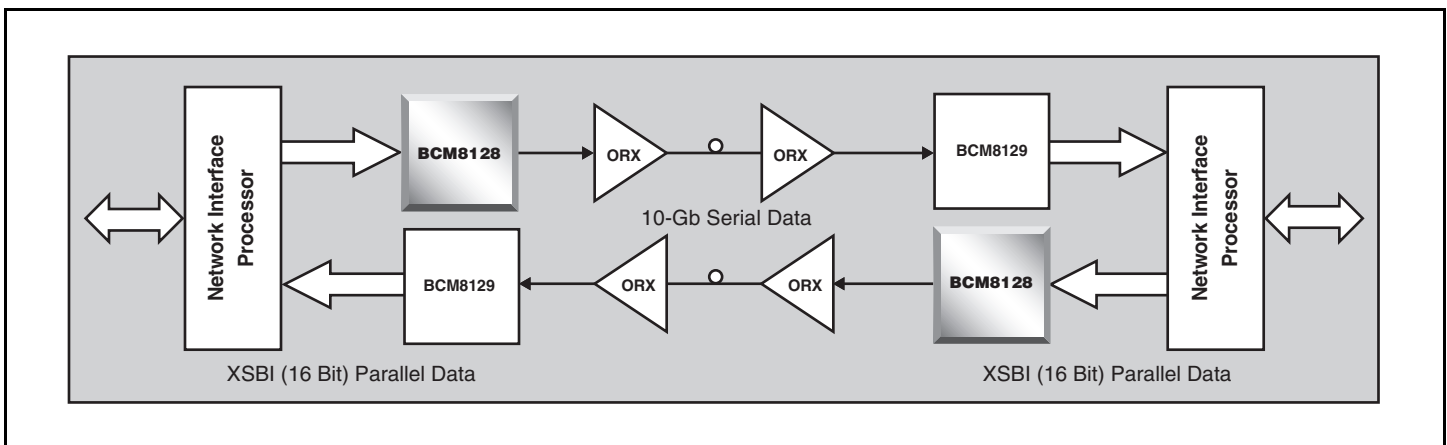 Network Interface
Processor
BCM8128
ORX
ORX
BCM8129
Network Interface
Processor
10-Gb Serial Data
BCM8129
ORX
ORX
BCM8128
XSBI (16 Bit) Parallel Data
XSBI (16 Bit) Parallel Data